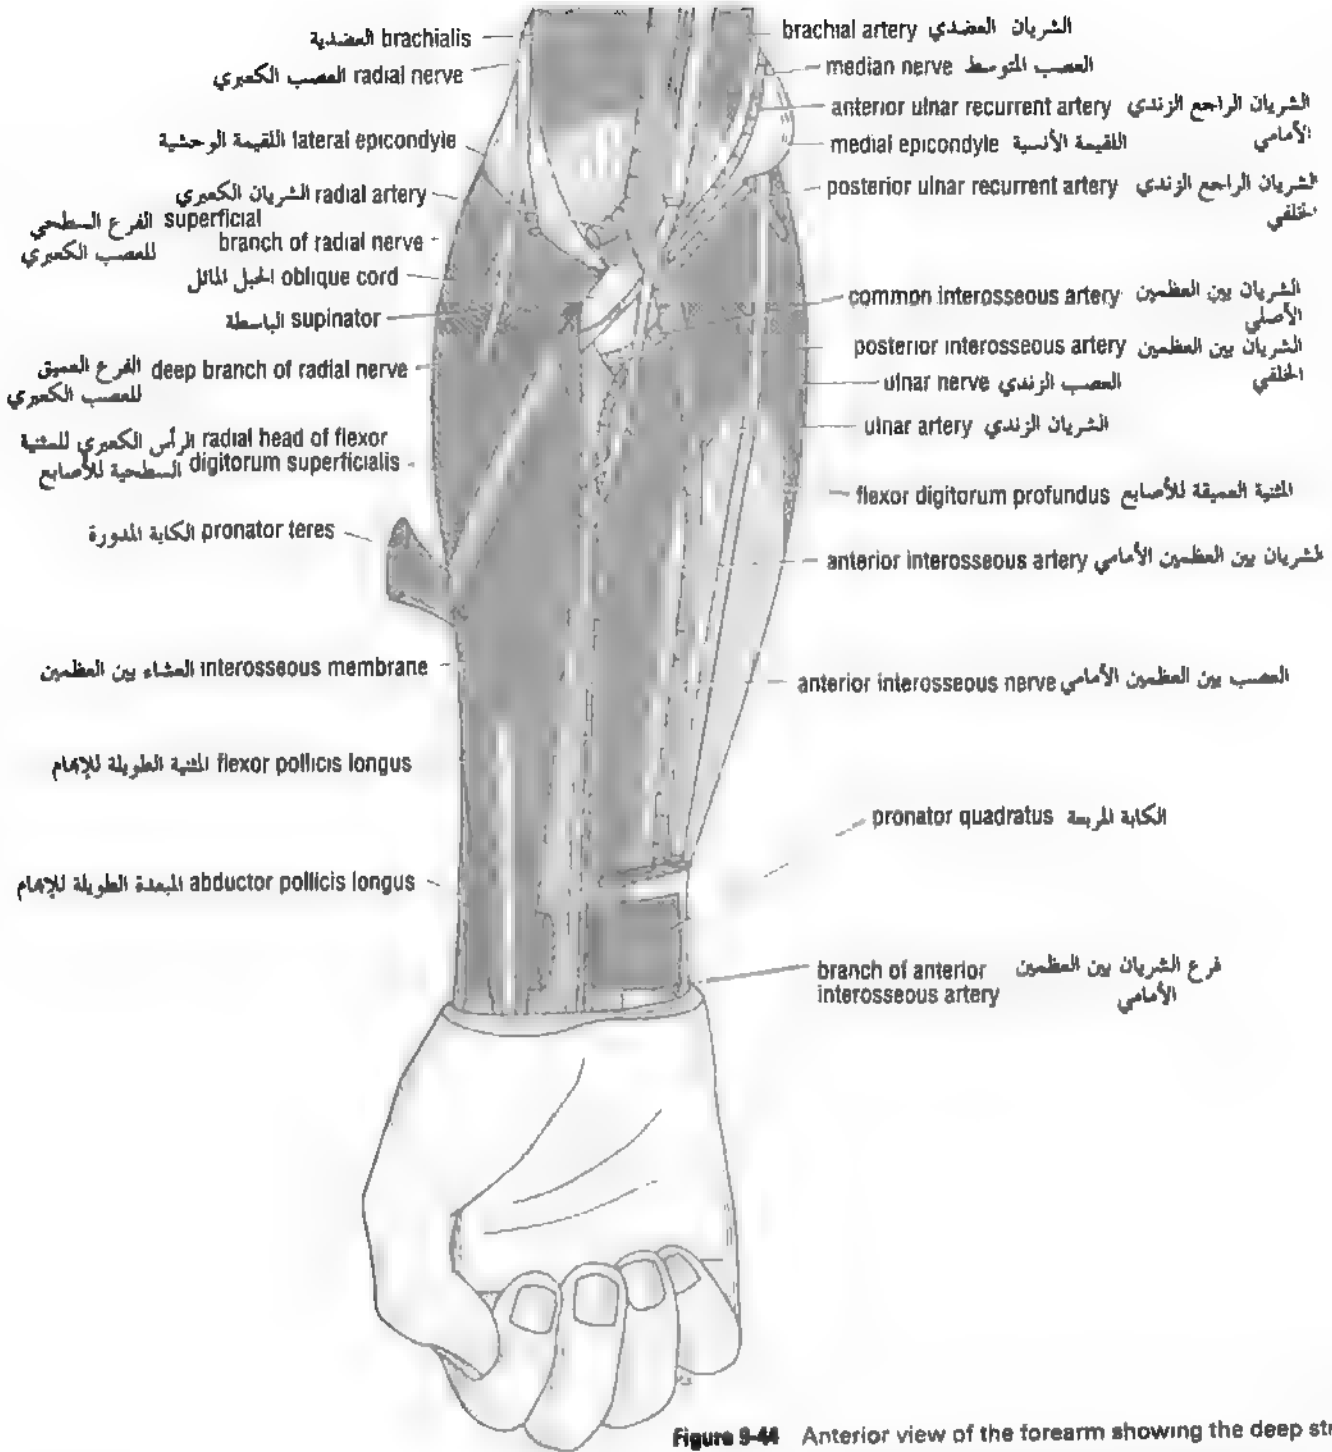 العضدية brachialis
العصب الكعبري radial nerve
اللقيمة الوحشية lateral epicondyle
الشريان الكعبري radial artery
الفرع السطحي superficial
للعصب الكعبري branch of radial nerve
الحبل المائل oblique cord
الباسطة supinator
الفرع العميق deep branch of radial nerve
للعصب الكعبري
الرأس الكعبري للمثنية radial head of flexor
السطحية للأصابع digitorum superficialis
الكابة المدورة pronator teres
الغشاء بين العظمين interosseous membrane
المثنية الطويلة للإبهام flexor pollicis longus
المبعدة الطويلة للإبهام abductor pollicis longus
brachial artery الشريان العضدي
median nerve العصب المتوسط
anterior ulnar recurrent artery الشريان الراجع الزندي
الأمامي
medial epicondyle اللقيمة الأنسية
posterior ulnar recurrent artery الشريان الراجع الزندي
الخلفي
common interosseous artery الشريان بين العظمين
الأصلي
posterior interosseous artery الشريان بين العظمين
الخلفي
ulnar nerve العصب الزندي
ulnar artery الشريان الزندي
flexor digitorum profundus المثنية العميقة للأصابع
anterior interosseous artery الشريان بين العظمين الأمامي
anterior interosseous nerve العصب بين العظمين الأمامي
pronator quadratus الكابة المربعة
branch of anterior فرع الشريان بين العظمين
interosseous artery الأمامي
Figure 9-44 Anterior view of the forearm showing the deep